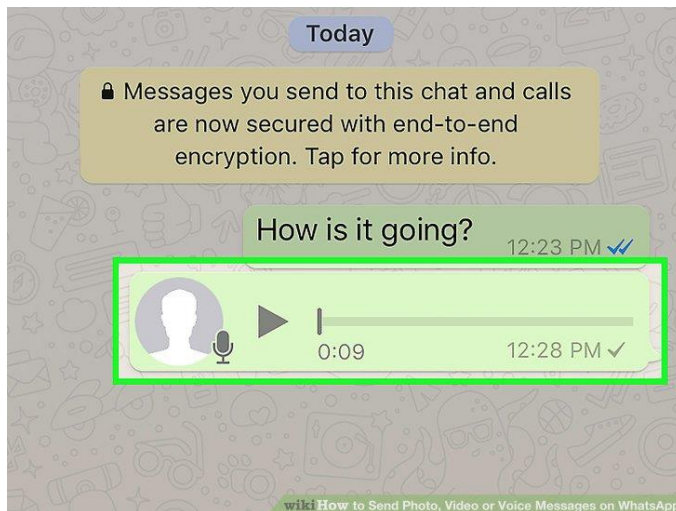 Today
Messages you send to this chat and calls
are now secured with end-to-end
encryption. Tap for more info.
How is it going?
12:23 PM
0:09
12:28 PM
wikiHow to Send Photo, Video or Voice Messages on WhatsApp